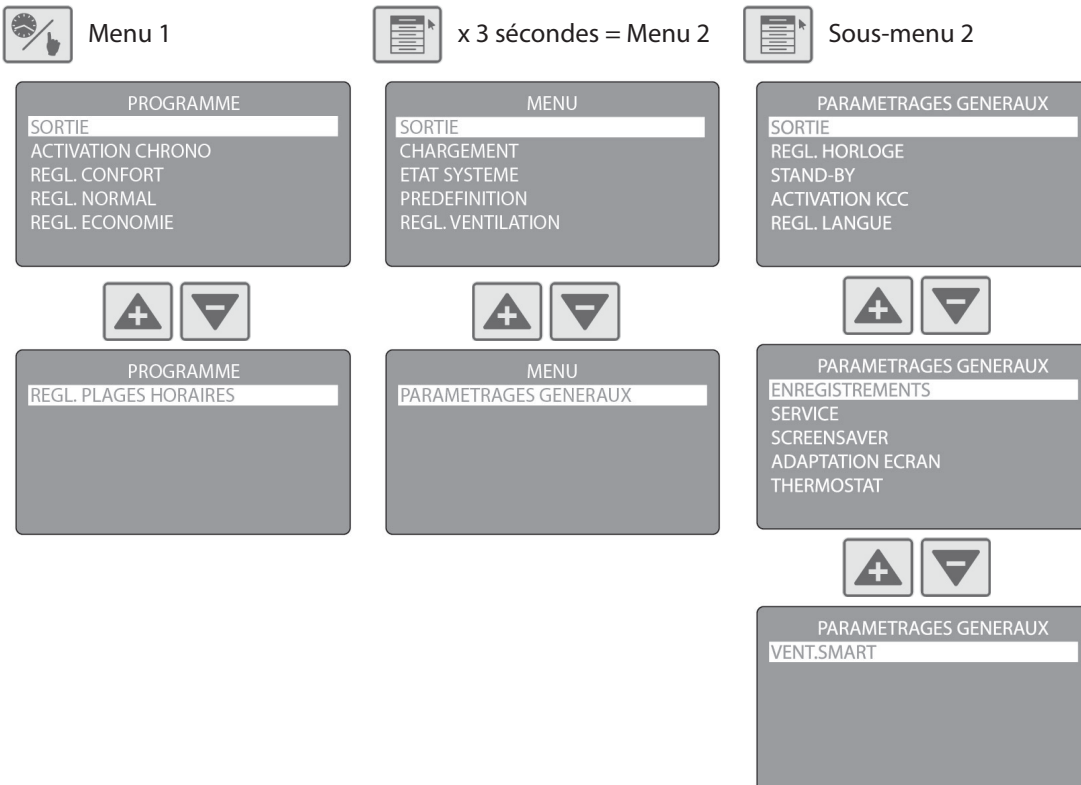 Menu 1
PROGRAMME
SORTIE
ACTIVATION CHRONO
REGL. CONFORT
REGL. NORMAL
REGL. ECONOMIE
PROGRAMME
REGL. PLAGES HORAIRES
x 3 sécondes = Menu 2
MENU
SORTIE
CHARGEMENT
ETAT SYSTEME
PREDEFINITION
REGL. VENTILATION
MENU
PARAMETRAGES GENERAUX
Sous-menu 2
PARAMETRAGES GENERAUX
SORTIE
REGL. HORLOGE
STAND-BY
ACTIVATION KCC
REGL. LANGUE
PARAMETRAGES GENERAUX
ENREGISTREMENTS
SERVICE
SCREENSAVER
ADAPTATION ECRAN
THERMOSTAT
PARAMETRAGES GENERAUX
VENT.SMART